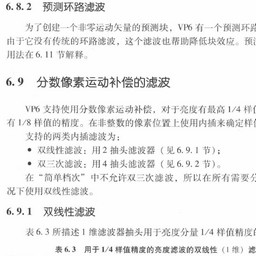 6.8.2 预测环路滤波
为了创建一个非零运动矢量的预测块，VP6 有一个预测环路
由于它没有传统的环路滤波，这个滤波也帮助降低块效应。预
用法在 6.11 节解释。
6.9 分数像素运动补偿的滤波
VP6 支持使用分数像素运动补偿，对于亮度有最高 1/4 样
有 1/8 样值的精度。在非整数的像素位置上使用内插来确定样
支持的两类内插滤波为：
• 双线性滤波：用 2 抽头滤波器（见 6.9.1 节）；
• 双三次滤波：用 4 抽头滤波器（见 6.9.2 节）。
在“简单档次”中不允许双三次滤波，所以在所有需要分
况下使用双线性滤波。
6.9.1 双线性滤波
表 6.3 所描述 1 维滤波器抽头用于亮度分量 1/4 样值精度的
表 6.3 用于 1/4 样值精度的亮度滤波的双线性（1 维）滤